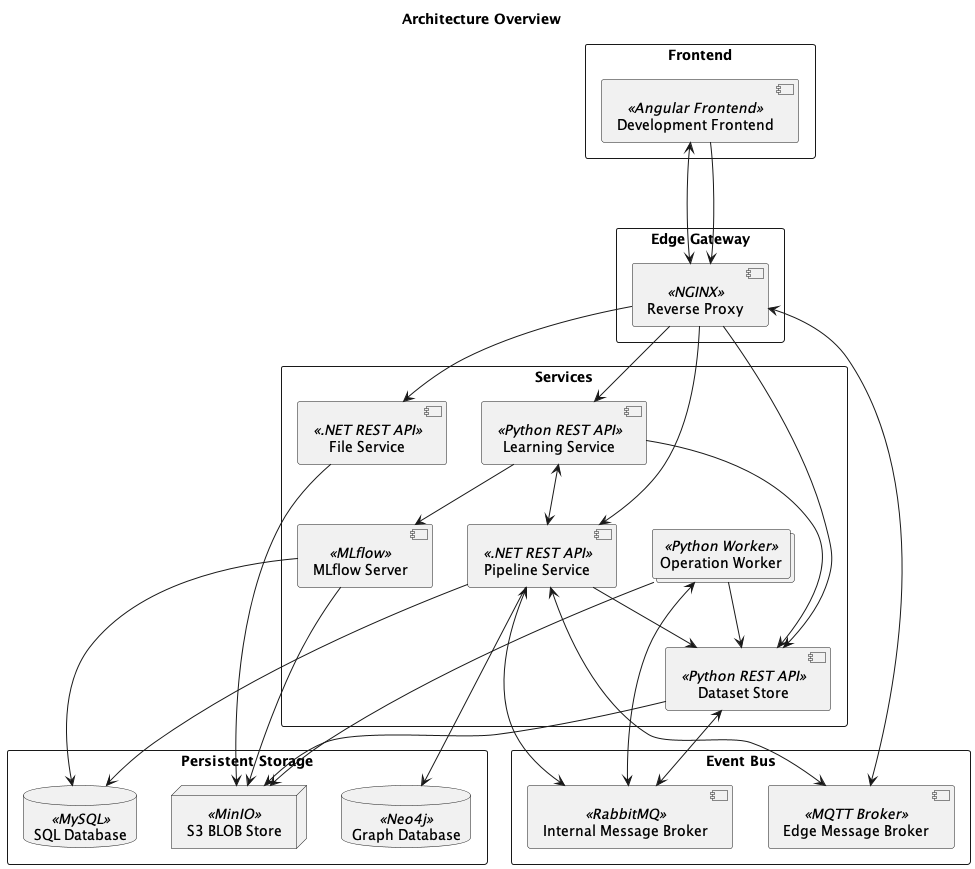 Architecture Overview
Frontend
«Angular Frontend»
Development Frontend
Edge Gateway
«NGINX»
Reverse Proxy
Services
«.NET REST API»
File Service
«Python REST API»
Learning Service
«MLflow»
MLflow Server
«.NET REST API»
Pipeline Service
«Python Worker»
Operation Worker
«Python REST API»
Dataset Store
Persistent Storage
«MySQL»
SQL Database
«MinIO»
S3 BLOB Store
«Neo4j»
Graph Database
Event Bus
«RabbitMQ»
Internal Message Broker
«MQTT Broker»
Edge Message Broker